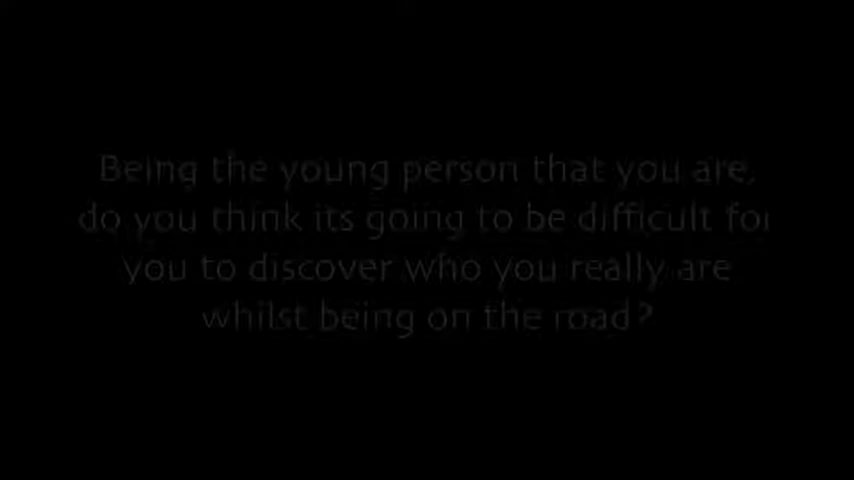 Being the young person that you are,
do you think its going to be difficult for
you to discover who you really are
whilst being on the road?